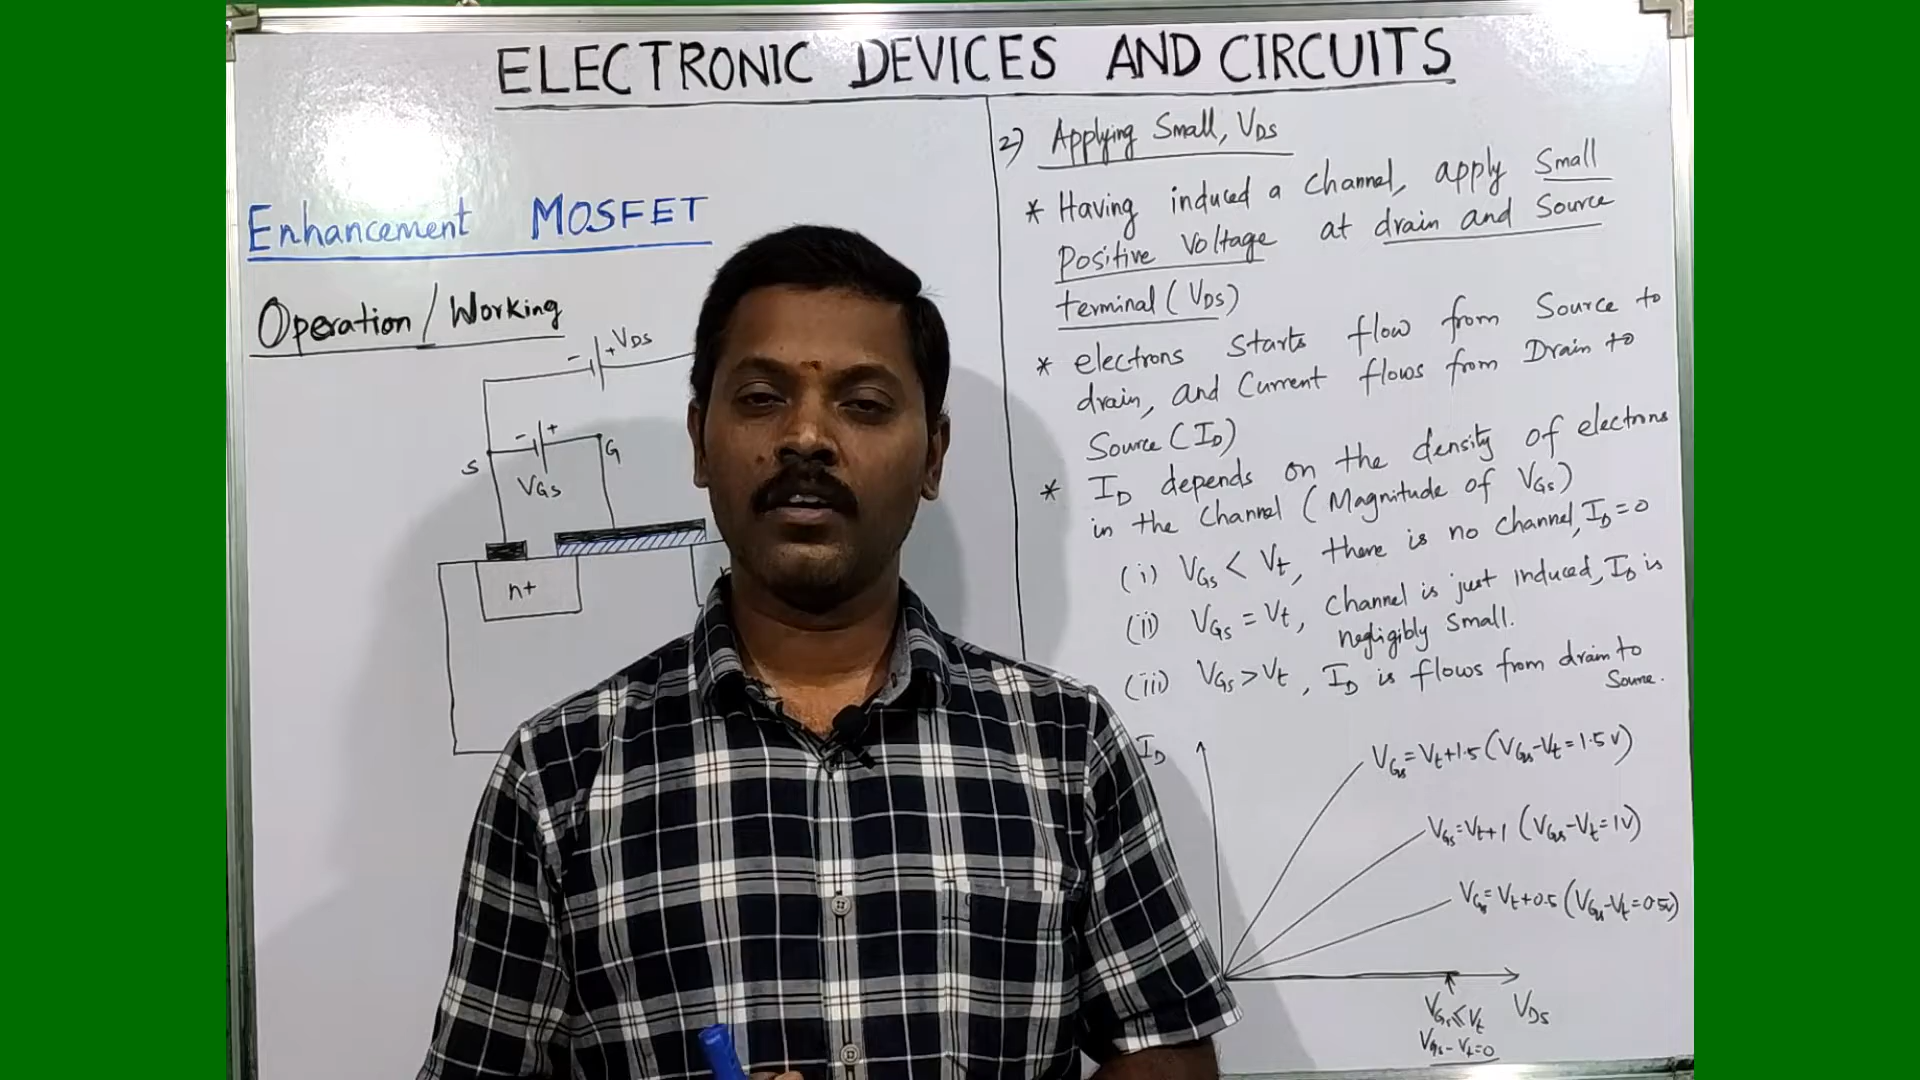 ELECTRONIC DEVICES AND CIRCUITS
Enhancement MOSFET
Operation/Working
- + VDS
- +
S
G
VGS
n+
2) Applying Small, VDS
* Having induced a channel, apply Small
Positive Voltage at drain and Source
terminal (VDS)
* electrons Starts flow from Source to
drain, and Current flows from Drain to
Source (ID)
* ID depends on the density of electrons
in the Channel (Magnitude of VGS)
(i) VGS < Vt, there is no channel, ID=0
(ii) VGS = Vt, Channel is just induced, ID is
negligibly Small.
(iii) VGS > Vt, ID is flows from drain to
Source.
ID
VGS=Vt+1.5 (VGS-Vt=1.5V)
VGS=Vt+1 (VGS-Vt=1V)
VGS=Vt+0.5 (VGS-Vt=0.5V)
VGS≤Vt
VDS
VGS-Vt=0